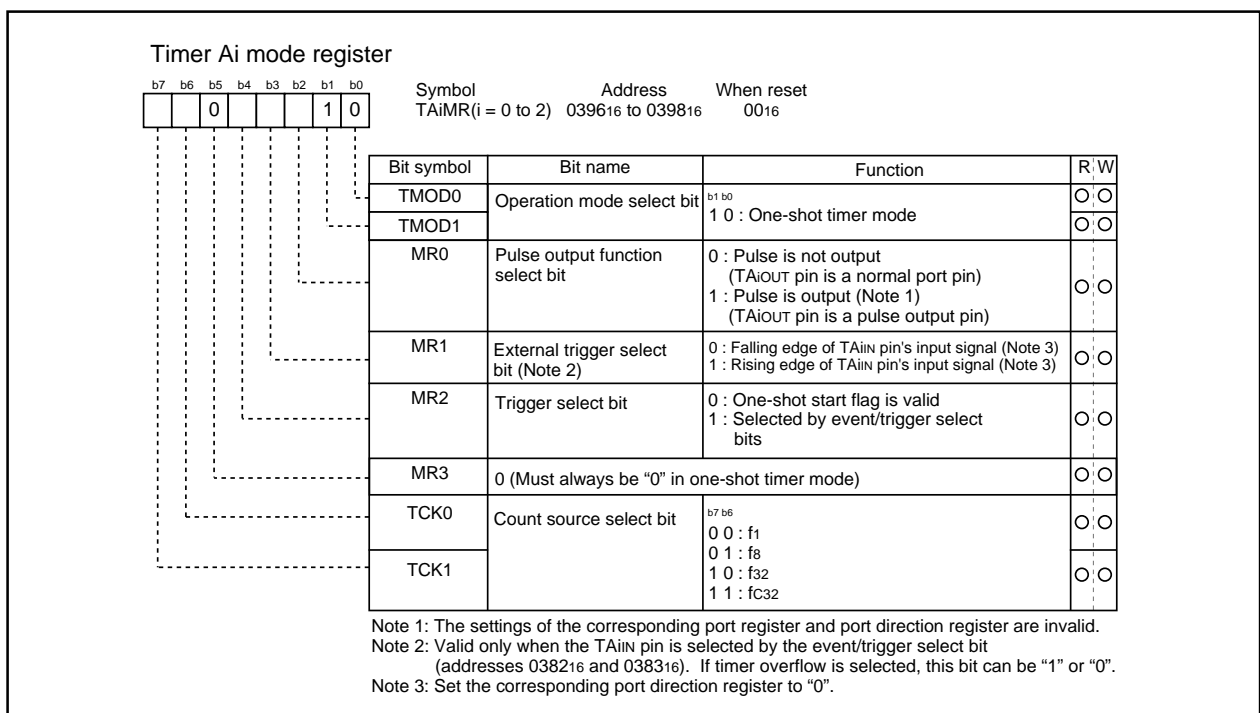 Timer Ai mode register
b7 b6 b5 b4 b3 b2 b1 b0
0 1 0
Symbol Address When reset
TAiMR(i = 0 to 2) 039616 to 039816 0016
Bit symbol Bit name Function R W
TMOD0 Operation mode select bit b1 b0
1 0 : One-shot timer mode
TMOD1
MR0 Pulse output function
select bit
0 : Pulse is not output
(TAiOUT pin is a normal port pin)
1 : Pulse is output (Note 1)
(TAiOUT pin is a pulse output pin)
MR1 External trigger select
bit (Note 2)
0 : Falling edge of TAiIN pin's input signal (Note 3)
1 : Rising edge of TAiIN pin's input signal (Note 3)
MR2 Trigger select bit
0 : One-shot start flag is valid
1 : Selected by event/trigger select
bits
MR3 0 (Must always be “0” in one-shot timer mode)
TCK0 Count source select bit
b7 b6
0 0 : f1
0 1 : f8
TCK1
1 0 : f32
1 1 : fC32
Note 1: The settings of the corresponding port register and port direction register are invalid.
Note 2: Valid only when the TAiIN pin is selected by the event/trigger select bit
(addresses 038216 and 038316). If timer overflow is selected, this bit can be “1” or “0”.
Note 3: Set the corresponding port direction register to “0”.